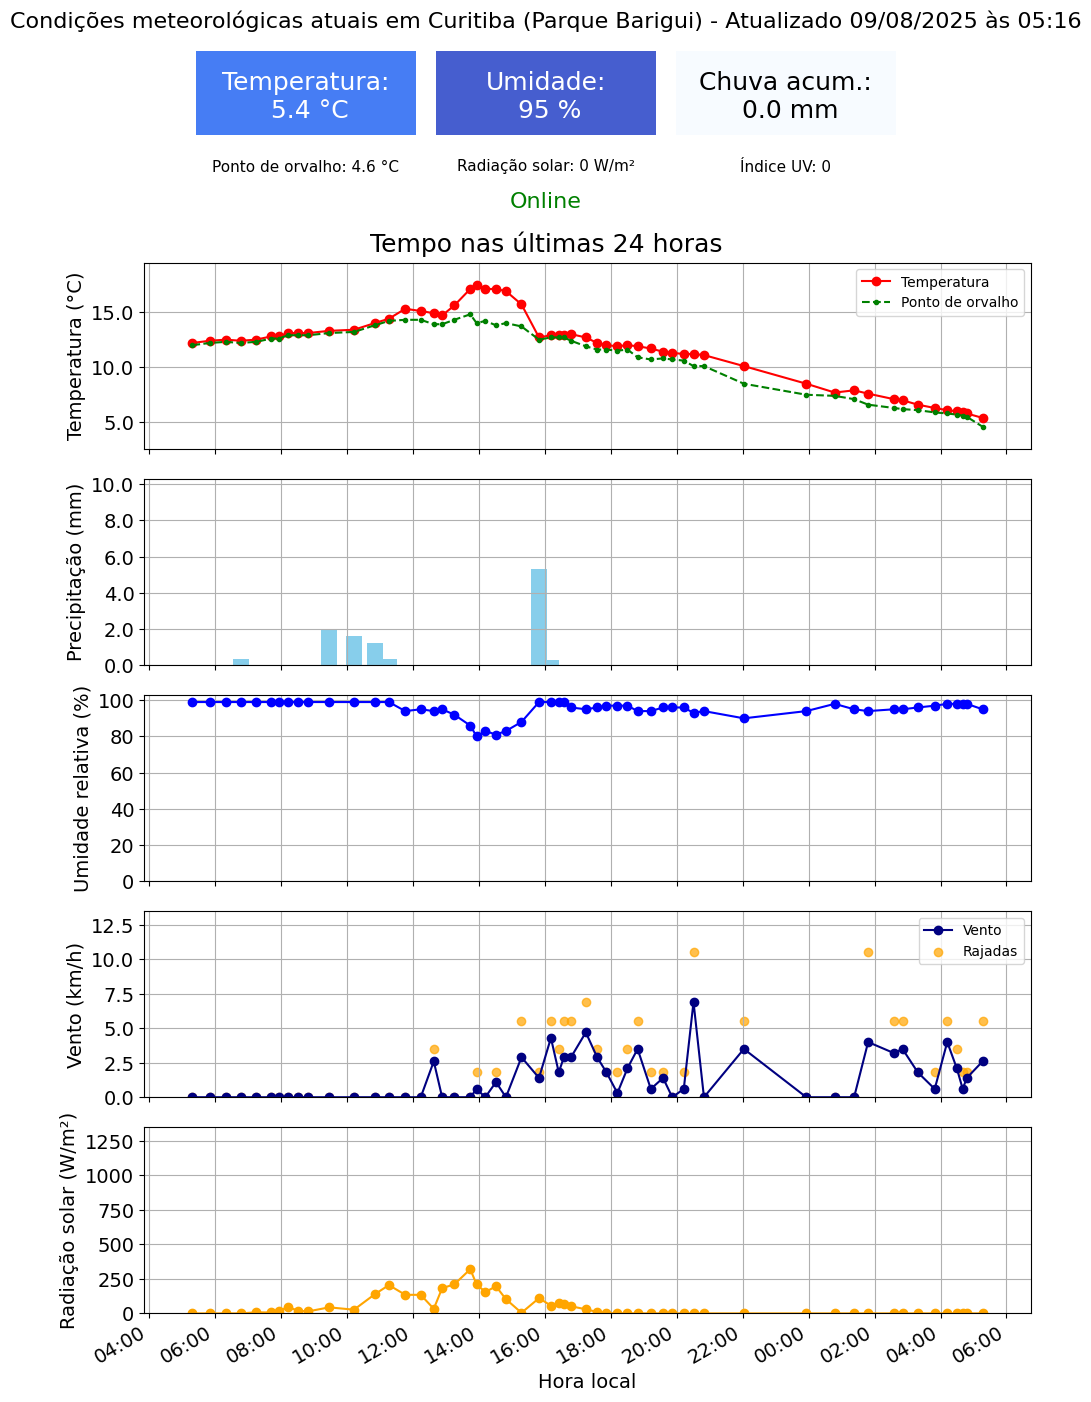 Condições meteorológicas atuais em Curitiba (Parque Barigui) - Atualizado 09/08/2025 às 05:16
Temperatura:
5.4 °C
Umidade:
95 %
Chuva acum.:
0.0 mm
Ponto de orvalho: 4.6 °C
Radiação solar: 0 W/m²
Índice UV: 0
Online
Tempo nas últimas 24 horas
Temperatura (°C)
15.0
10.0
5.0
Temperatura
Ponto de orvalho
Precipitação (mm)
10.0
8.0
6.0
4.0
2.0
0.0
Umidade relativa (%)
100
80
60
40
20
0
Vento (km/h)
12.5
10.0
7.5
5.0
2.5
0.0
Vento
Rajadas
Radiação solar (W/m²)
1250
1000
750
500
250
0
04:00
06:00
08:00
10:00
12:00
14:00
16:00
18:00
20:00
22:00
00:00
02:00
04:00
06:00
Hora local